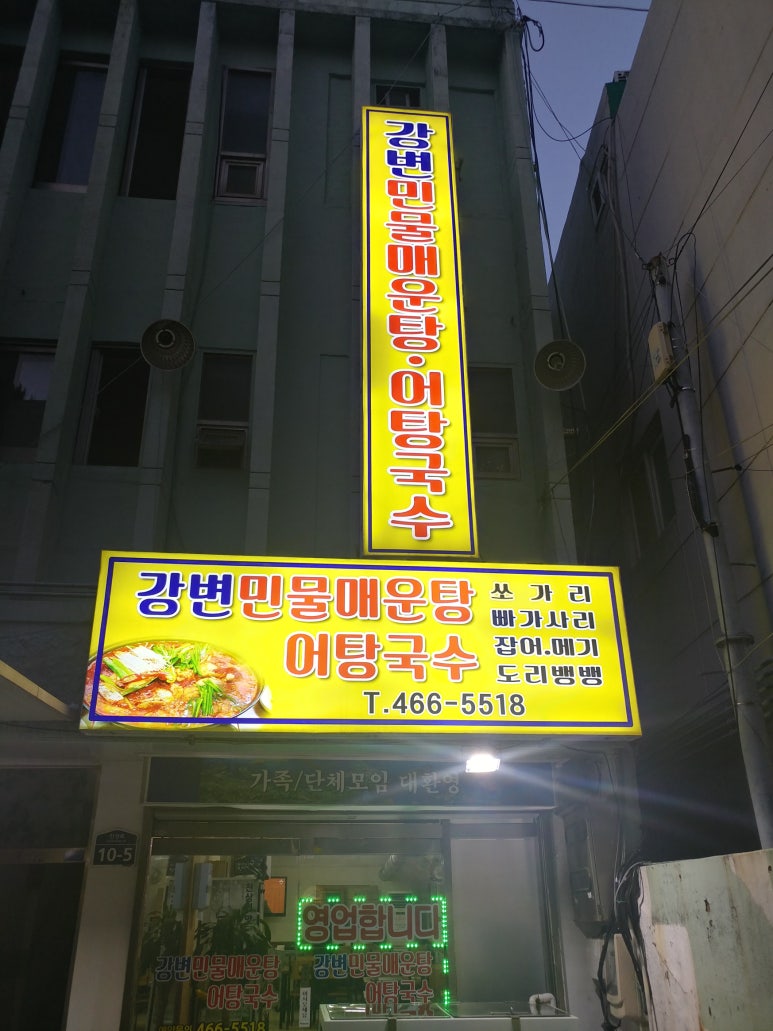 강변민물매운탕·어탕국수
강변민물매운탕
어탕국수
쏘가리
빠가사리
잡어.메기
도리뱅뱅
T.466-5518
가족/단체모임 대환영
10-5
영업합니다
강변민물매운탕
어탕국수
466-5518
강변민물매운탕
어탕국수